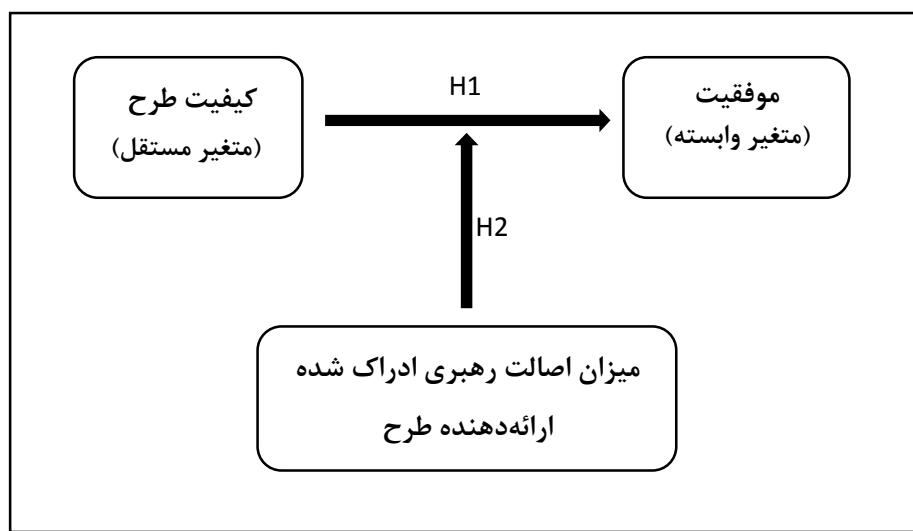 کیفیت طرح
(متغیر مستقل)
H1
موفقیت
(متغیر وابسته)
H2
میزان اصالت رهبری ادراک شده
ارائه‌دهنده طرح